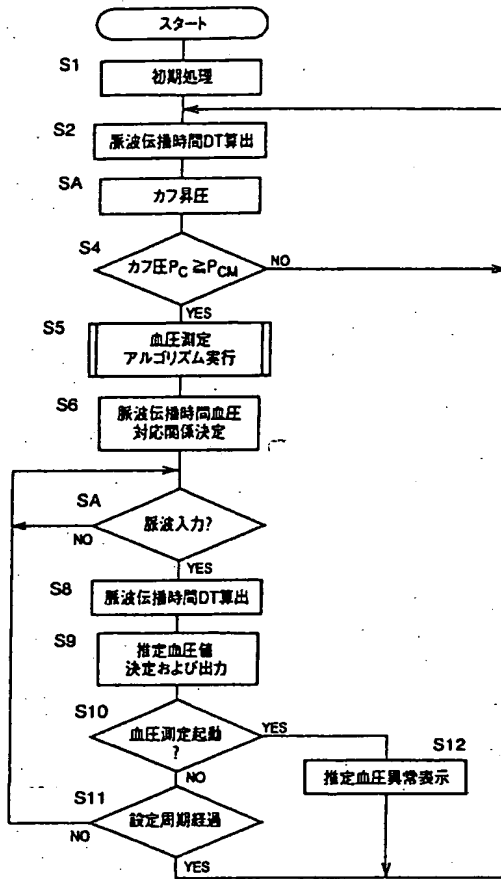 スタート
S1
初期処理
S2
脈波伝播時間DT算出
SA
カフ昇圧
S4
カフ圧PC ≧PCM
NO
YES
S5
血圧測定
アルゴリズム実行
S6
脈波伝播時間血圧
対応関係決定
SA
脈波入力?
NO
YES
S8
脈波伝播時間DT算出
S9
推定血圧値
決定および出力
S10
血圧測定起動
?
YES
NO
S12
推定血圧異常表示
S11
設定周期経過
NO
YES